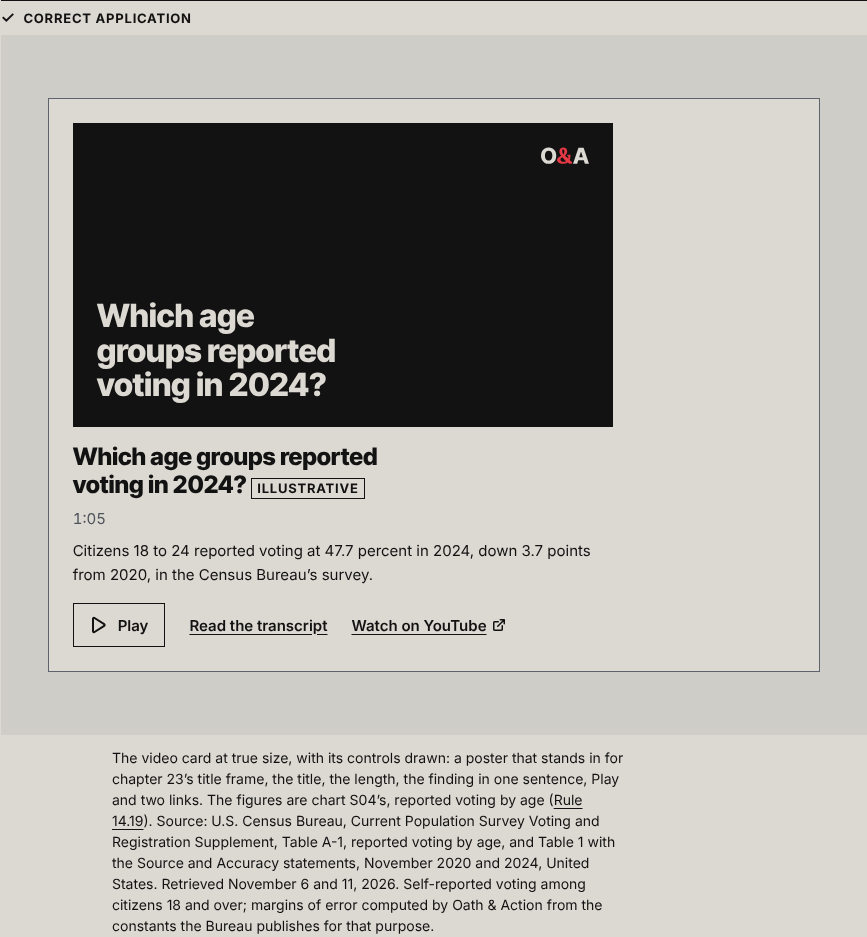 CORRECT APPLICATION
O&A
Which age
groups reported
voting in 2024?
Which age groups reported
voting in 2024? ILLUSTRATIVE
1:05
Citizens 18 to 24 reported voting at 47.7 percent in 2024, down 3.7 points
from 2020, in the Census Bureau’s survey.
Play Read the transcript Watch on YouTube
The video card at true size, with its controls drawn: a poster that stands in for
chapter 23’s title frame, the title, the length, the finding in one sentence, Play
and two links. The figures are chart S04’s, reported voting by age (Rule
14.19). Source: U.S. Census Bureau, Current Population Survey Voting and
Registration Supplement, Table A-1, reported voting by age, and Table 1 with
the Source and Accuracy statements, November 2020 and 2024, United
States. Retrieved November 6 and 11, 2026. Self-reported voting among
citizens 18 and over; margins of error computed by Oath & Action from the
constants the Bureau publishes for that purpose.